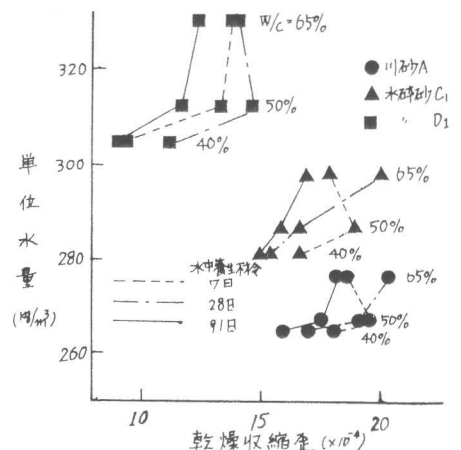 W/C=65%
320
50%
40%
● 川砂A
▲ 水砕砂C₁
■ 〃 D₁
300
65%
50%
40%
280
65%
50%
40%
260
単位水量
(kg/m³)
水中養生材令
7日
28日
91日
10 15 20
乾燥収縮歪 (×10⁻⁴)